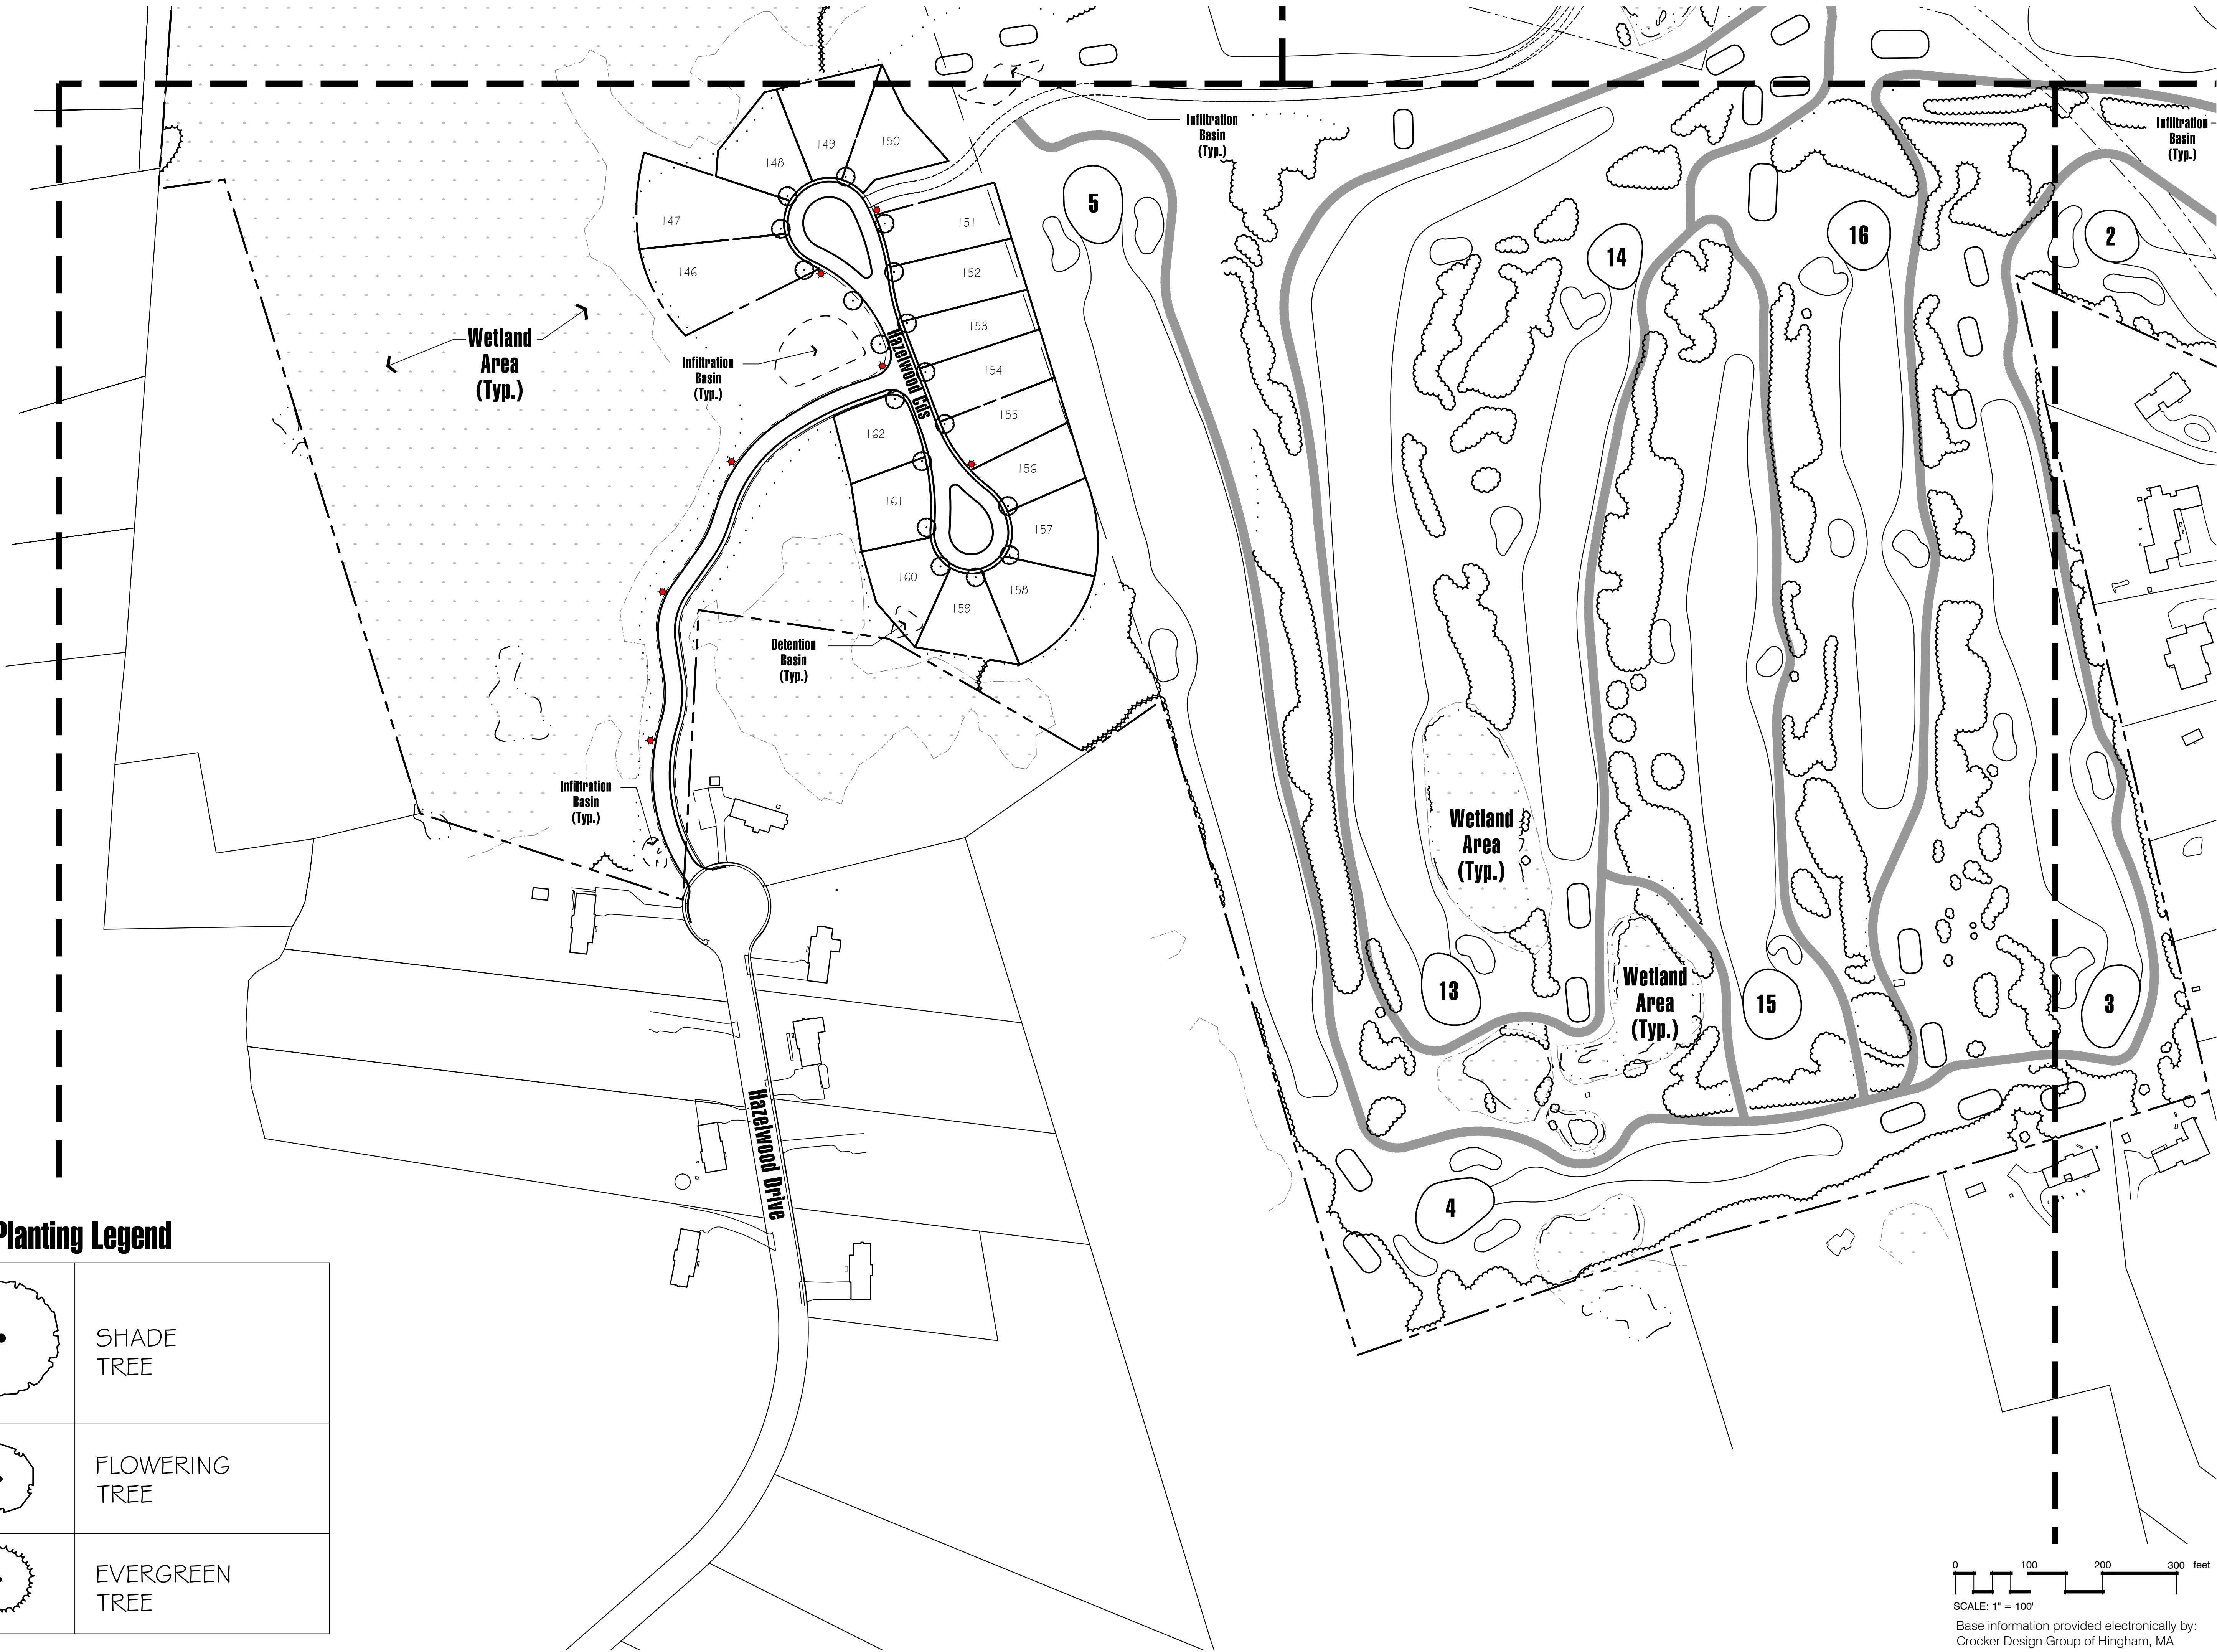 Infiltration
Basin
(Typ.)
Infiltration
Basin
(Typ.)
149
150
148
147
146
151
152
153
154
155
156
157
158
159
160
161
162
5
14
16
2
Hazelwood Cds
Wetland
Area
(Typ.)
Infiltration
Basin
(Typ.)
Detention
Basin
(Typ.)
Infiltration
Basin
(Typ.)
Wetland
Area
(Typ.)
Wetland
Area
(Typ.)
13
15
3
4
Hazelwood Drive
Planting Legend
SHADE
TREE
FLOWERING
TREE
EVERGREEN
TREE
0 100 200 300 feet
SCALE: 1" = 100'
Base information provided electronically by:
Crocker Design Group of Hingham, MA